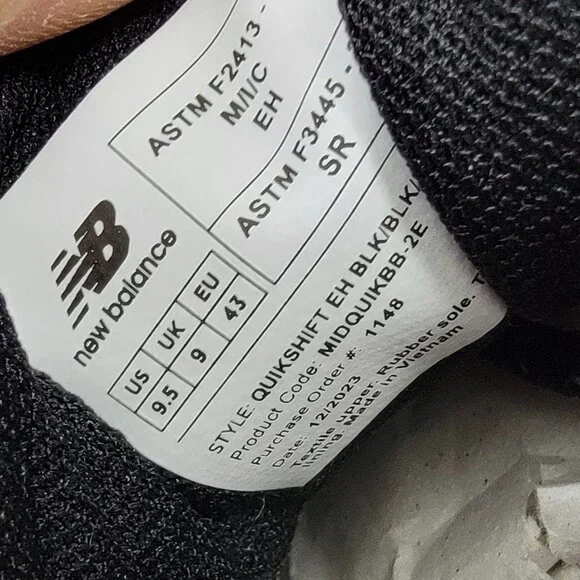 new balance
ASTM F2413 -
M/I/C
EH
ASTM F3445 -
SR
US UK EU
9.5 9 43
STYLE: QUIKSHIFT EH BLK/BLK/
Product Code: MIDQUIKBB-2E
Purchase Order #: 1148
Date: 12/2023
Textile upper. Rubber sole. T
lining. Made in Vietnam